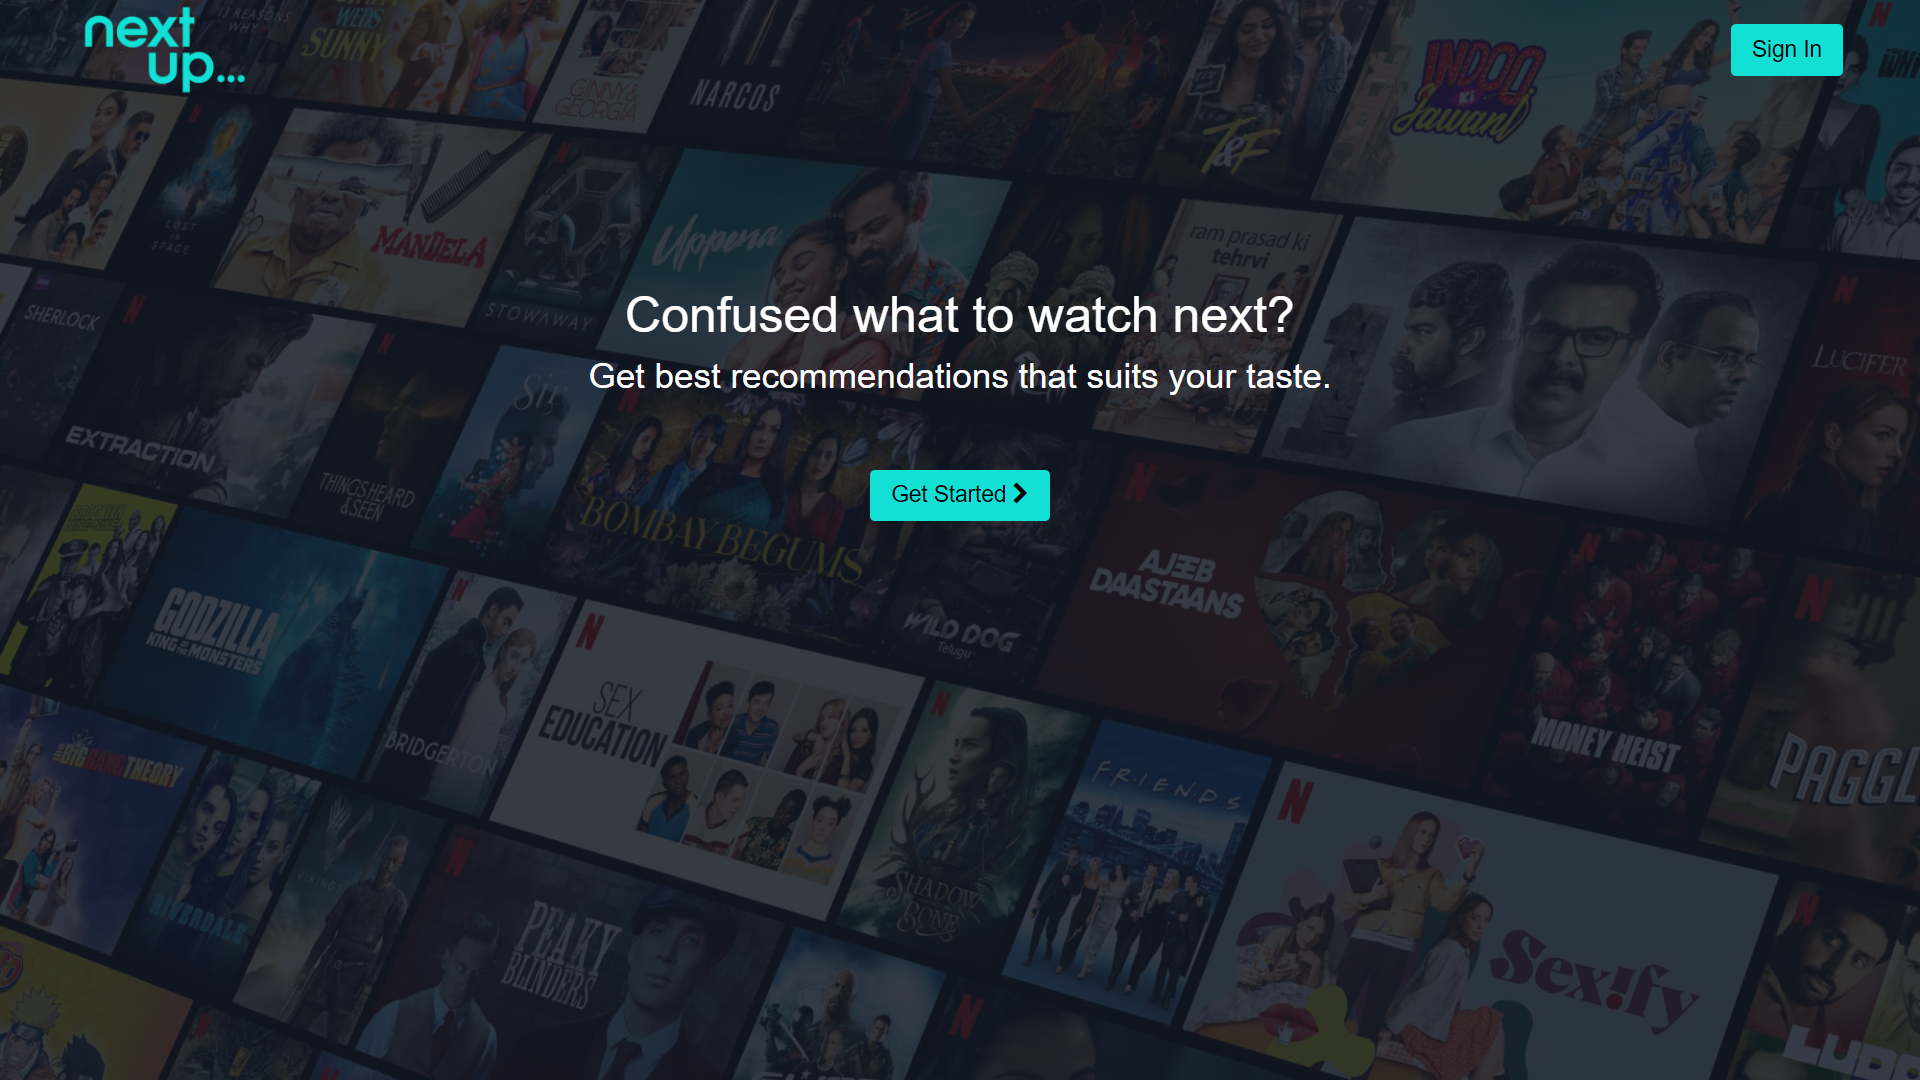 next
up...
Sign In
13 REASONS
WHY
WEDS
SUNNY
GINNY &
GEORGIA
NARCOS
T&F
INDOO
Ki
Jawani
LOST
IN
SPACE
MANDELA
STOWAWAY
Uppena
ram prasad ki
tehrvi
SHERLOCK
Confused what to watch next?
Get best recommendations that suits your taste.
LUCIFER
EXTRACTION
THINGS HEARD
& SEEN
Sir
Get Started
BOMBAY BEGUMS
AJEEB
DAASTAANS
WILD DOG
Telugu
GODZILLA
KING OF THE MONSTERS
BRIDGERTON
SEX
EDUCATION
MONEY HEIST
PAGGL
THE BIG BANG THEORY
RIVERDALE
VIKINGS
F.R.I.E.N.D.S
SHADOW
AND
BONE
PEAKY
BLINDERS
Sex!fy
LUDO